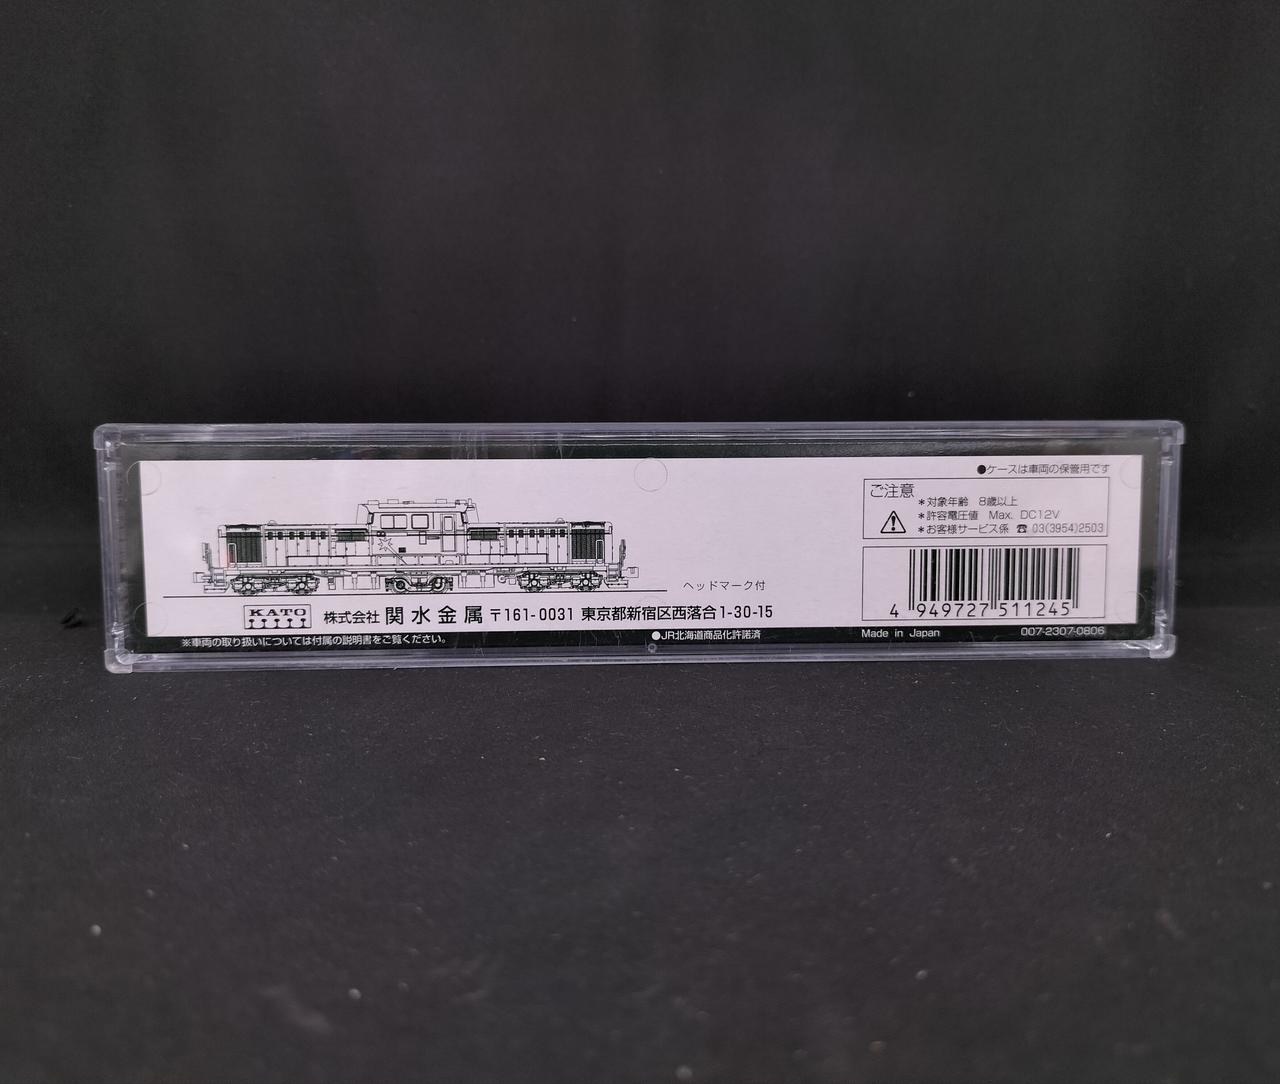 ●ケースは車両の保管用です
ご注意
＊対象年齢 8歳以上
＊許容電圧値 Max. DC12V
＊お客様サービス係 ☎ 03(3954)2503
ヘッドマーク付
KATO 株式会社 関水金属 〒161-0031 東京都新宿区西落合1-30-15
4 949727 511245
※車両の取り扱いについては付属の説明書をご覧ください。
●JR北海道商品化許諾済
Made in Japan
007-2307-0806